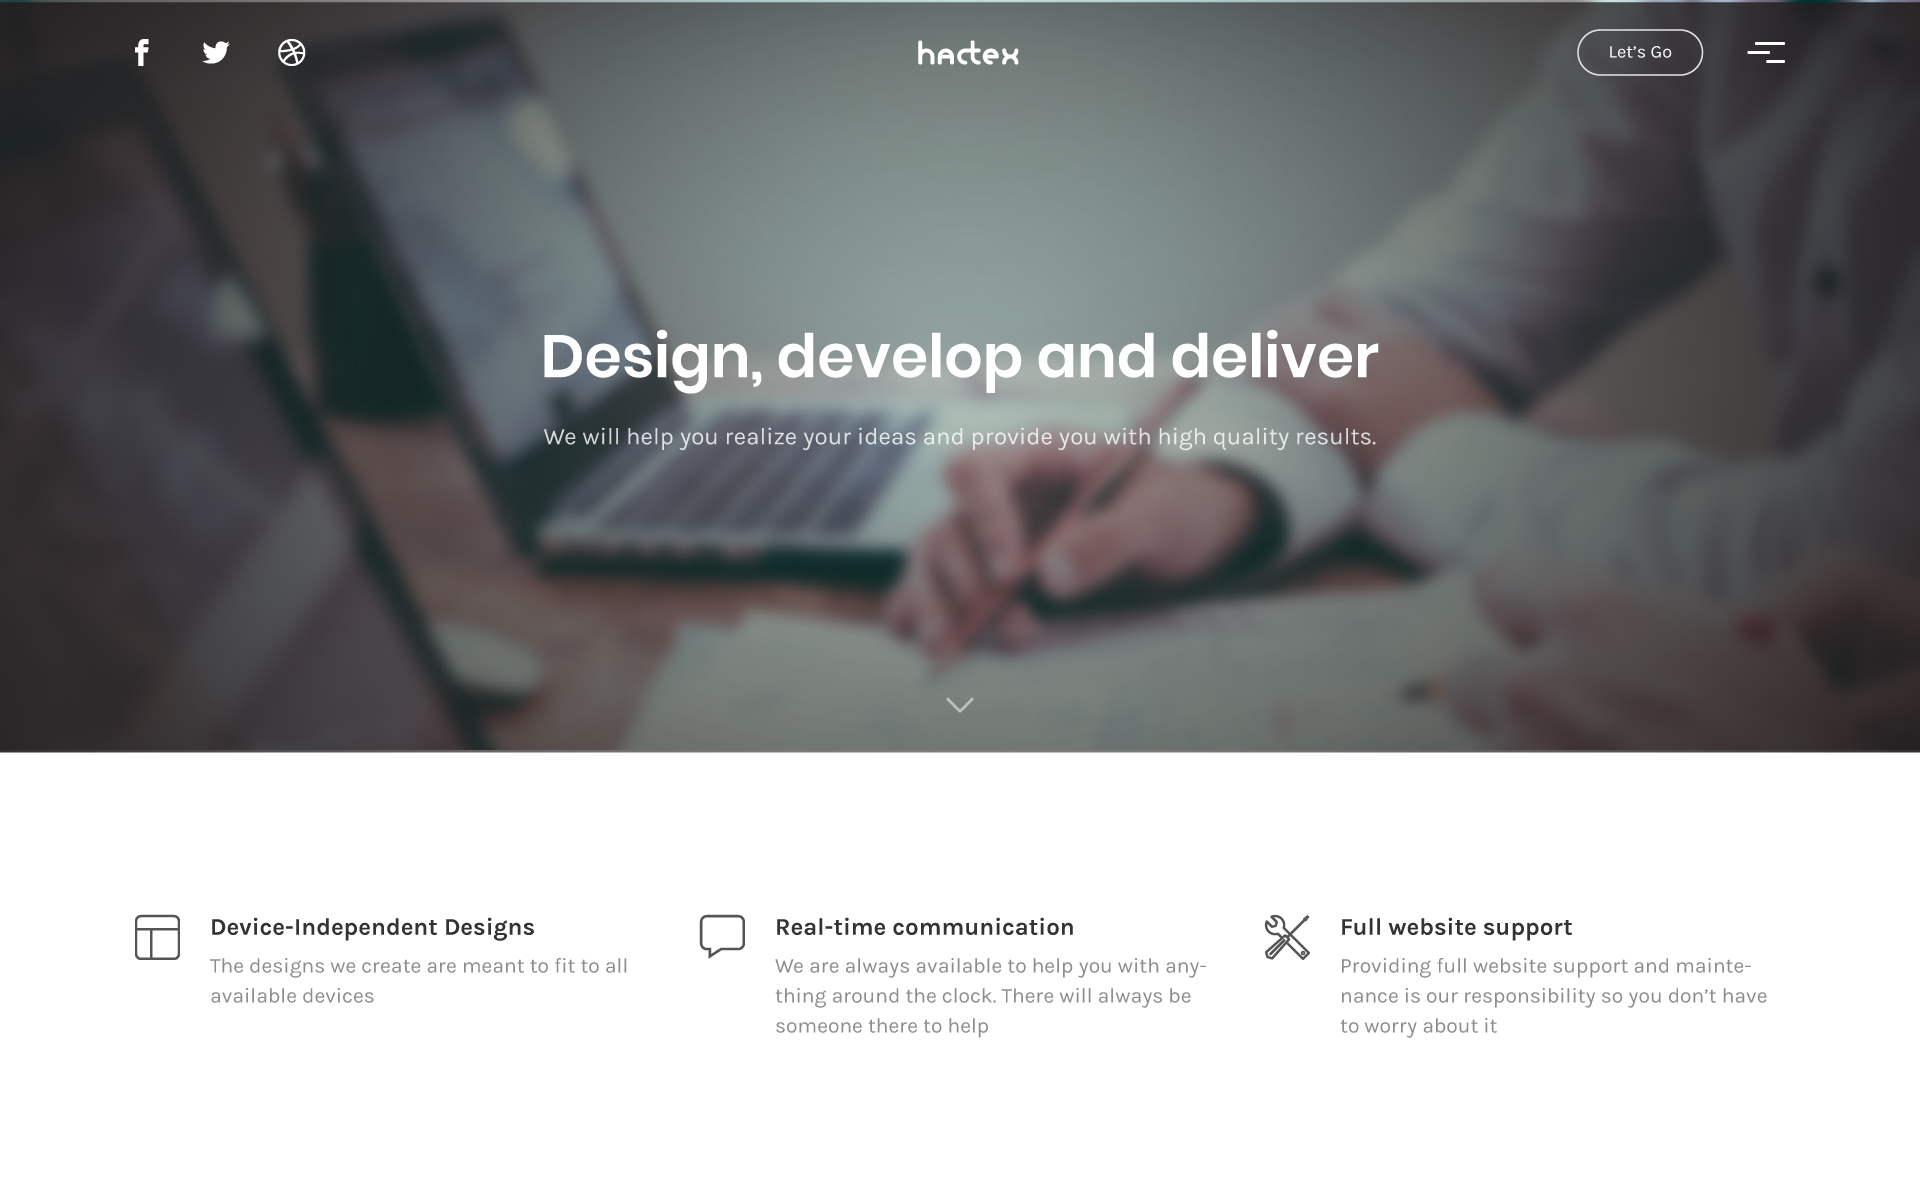 hactex
Let’s Go
Design, develop and deliver
We will help you realize your ideas and provide you with high quality results.
Device-Independent Designs
The designs we create are meant to fit to all
available devices
Real-time communication
We are always available to help you with any-
thing around the clock. There will always be
someone there to help
Full website support
Providing full website support and mainte-
nance is our responsibility so you don’t have
to worry about it